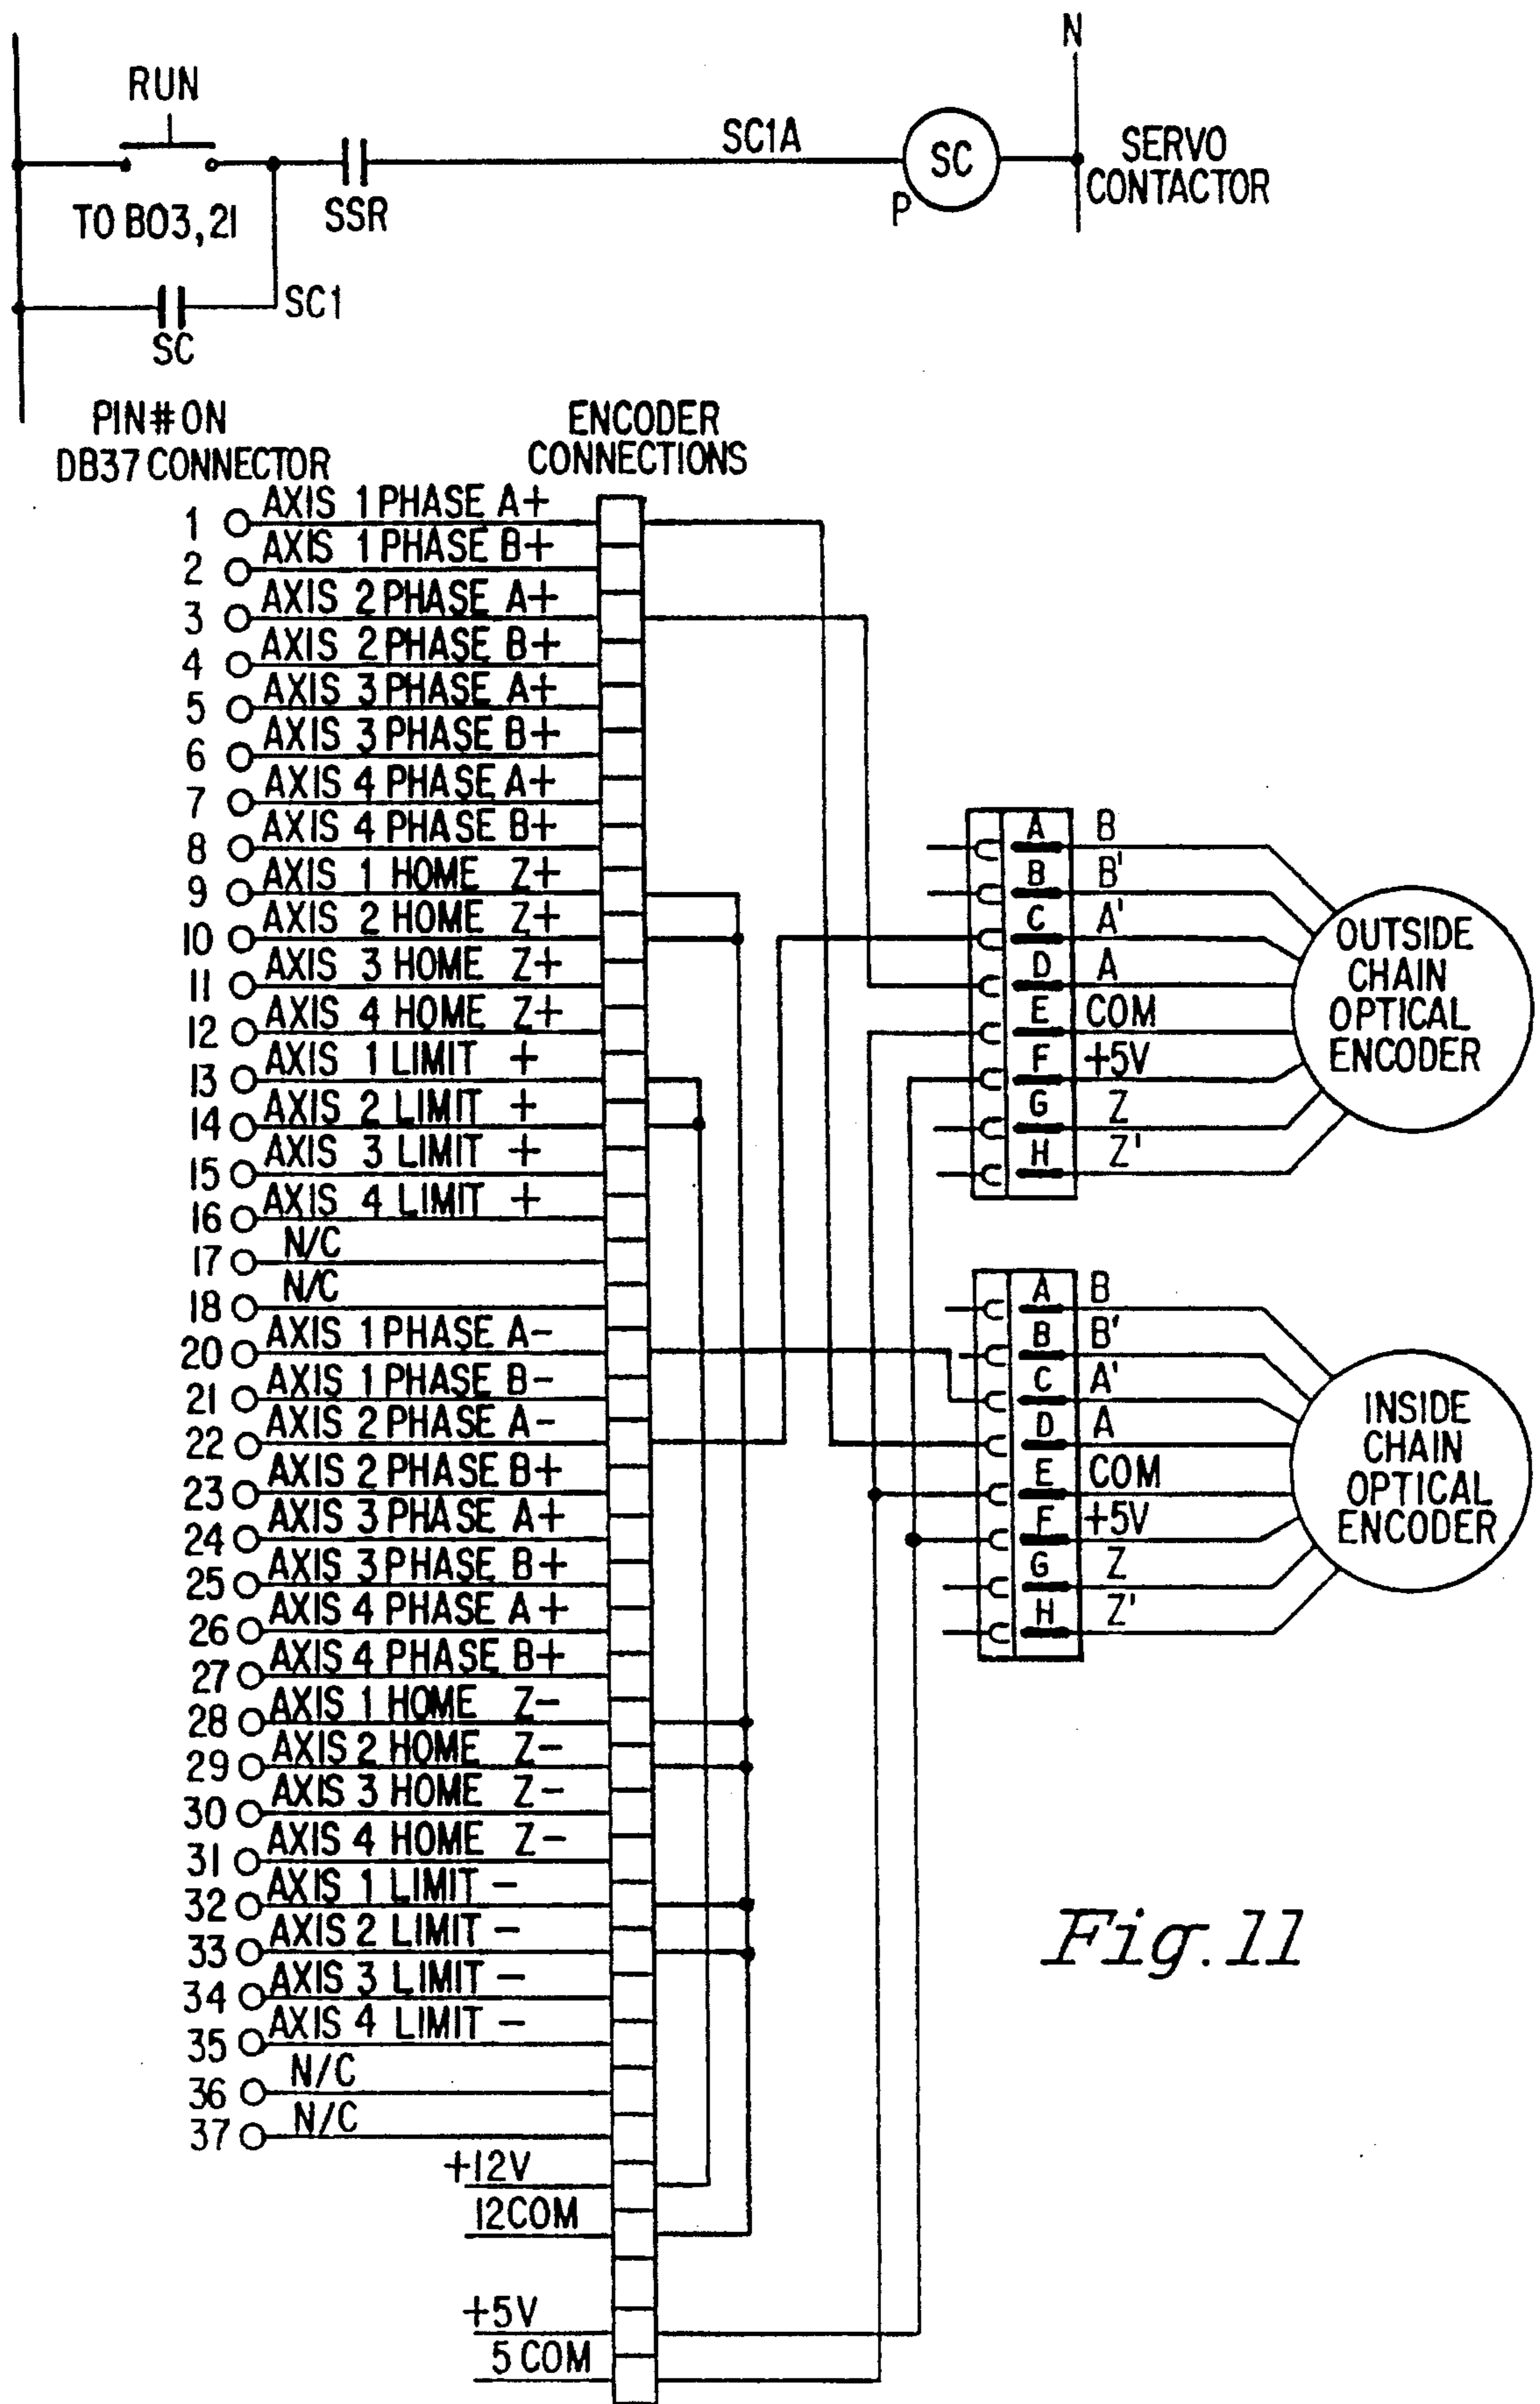 N
RUN
SC1A
SC
SERVO
CONTACTOR
P
SSR
TO B03,21
SC1
SC
PIN# ON
DB37 CONNECTOR
ENCODER
CONNECTIONS
1 AXIS 1 PHASE A+
2 AXIS 1 PHASE B+
3 AXIS 2 PHASE A+
4 AXIS 2 PHASE B+
5 AXIS 3 PHASE A+
6 AXIS 3 PHASE B+
7 AXIS 4 PHASE A+
8 AXIS 4 PHASE B+
9 AXIS 1 HOME Z+
10 AXIS 2 HOME Z+
11 AXIS 3 HOME Z+
12 AXIS 4 HOME Z+
13 AXIS 1 LIMIT +
14 AXIS 2 LIMIT +
15 AXIS 3 LIMIT +
16 AXIS 4 LIMIT +
17 N/C
18 N/C
20 AXIS 1 PHASE A-
21 AXIS 1 PHASE B-
22 AXIS 2 PHASE A-
23 AXIS 2 PHASE B+
24 AXIS 3 PHASE A+
25 AXIS 3 PHASE B+
26 AXIS 4 PHASE A+
27 AXIS 4 PHASE B+
28 AXIS 1 HOME Z-
29 AXIS 2 HOME Z-
30 AXIS 3 HOME Z-
31 AXIS 4 HOME Z-
32 AXIS 1 LIMIT -
33 AXIS 2 LIMIT -
34 AXIS 3 LIMIT -
35 AXIS 4 LIMIT -
36 N/C
37 N/C
+12V
12COM
+5V
5 COM
A B
B B'
C A'
D A
E COM
F +5V
G Z
H Z'
OUTSIDE
CHAIN
OPTICAL
ENCODER
A B
B B'
C A'
D A
E COM
F +5V
G Z
H Z'
INSIDE
CHAIN
OPTICAL
ENCODER
Fig. 11